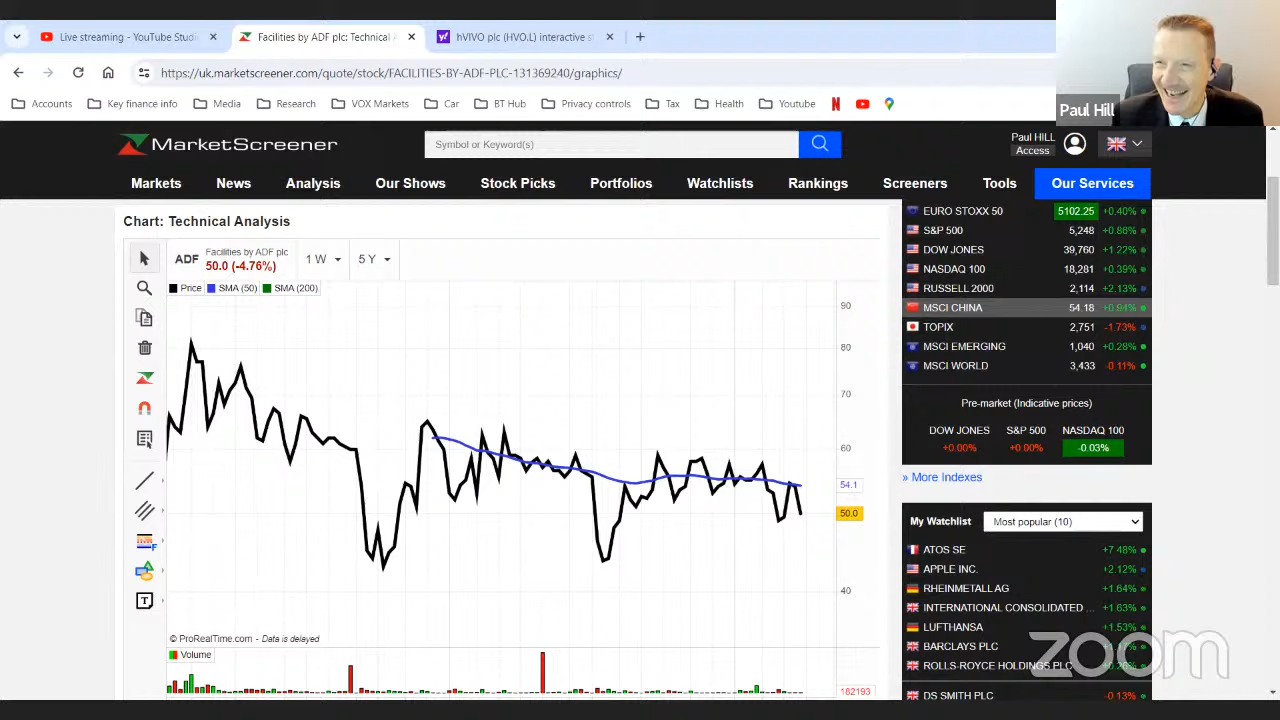 Live streaming - YouTube Studio
Facilities by ADF plc: Technical A
hVIVO plc (HVO.L) interactive st
https://uk.marketscreener.com/quote/stock/FACILITIES-BY-ADF-PLC-131369240/graphics/
Accounts
Key finance info
Media
Research
VOX Markets
Car
BT Hub
Privacy controls
Tax
Health
Youtube
Paul Hill
MarketScreener
Symbol or Keyword(s)
Paul HILL
Access
Markets
News
Analysis
Our Shows
Stock Picks
Portfolios
Watchlists
Rankings
Screeners
Tools
Our Services
Chart: Technical Analysis
ADF
Facilities by ADF plc
50.0 (-4.76%)
1 W
5 Y
Price
SMA (50)
SMA (200)
90
80
70
60
54.1
50.0
40
© ProRealTime.com - Data is delayed
Volume
182193
EURO STOXX 50 5102.25 +0.40%
S&P 500 5,248 +0.86%
DOW JONES 39,760 +1.22%
NASDAQ 100 18,281 +0.39%
RUSSELL 2000 2,114 +2.13%
MSCI CHINA 54.18 +0.94%
TOPIX 2,751 -1.73%
MSCI EMERGING 1,040 +0.28%
MSCI WORLD 3,433 -0.11%
Pre-market (Indicative prices)
DOW JONES S&P 500 NASDAQ 100
+0.00% +0.00% -0.03%
» More Indexes
My Watchlist
Most popular (10)
ATOS SE +7.48%
APPLE INC. +2.12%
RHEINMETALL AG +1.64%
INTERNATIONAL CONSOLIDATED ... +1.63%
LUFTHANSA +1.53%
BARCLAYS PLC
ROLLS-ROYCE HOLDINGS PLC
DS SMITH PLC -0.13%
zoom